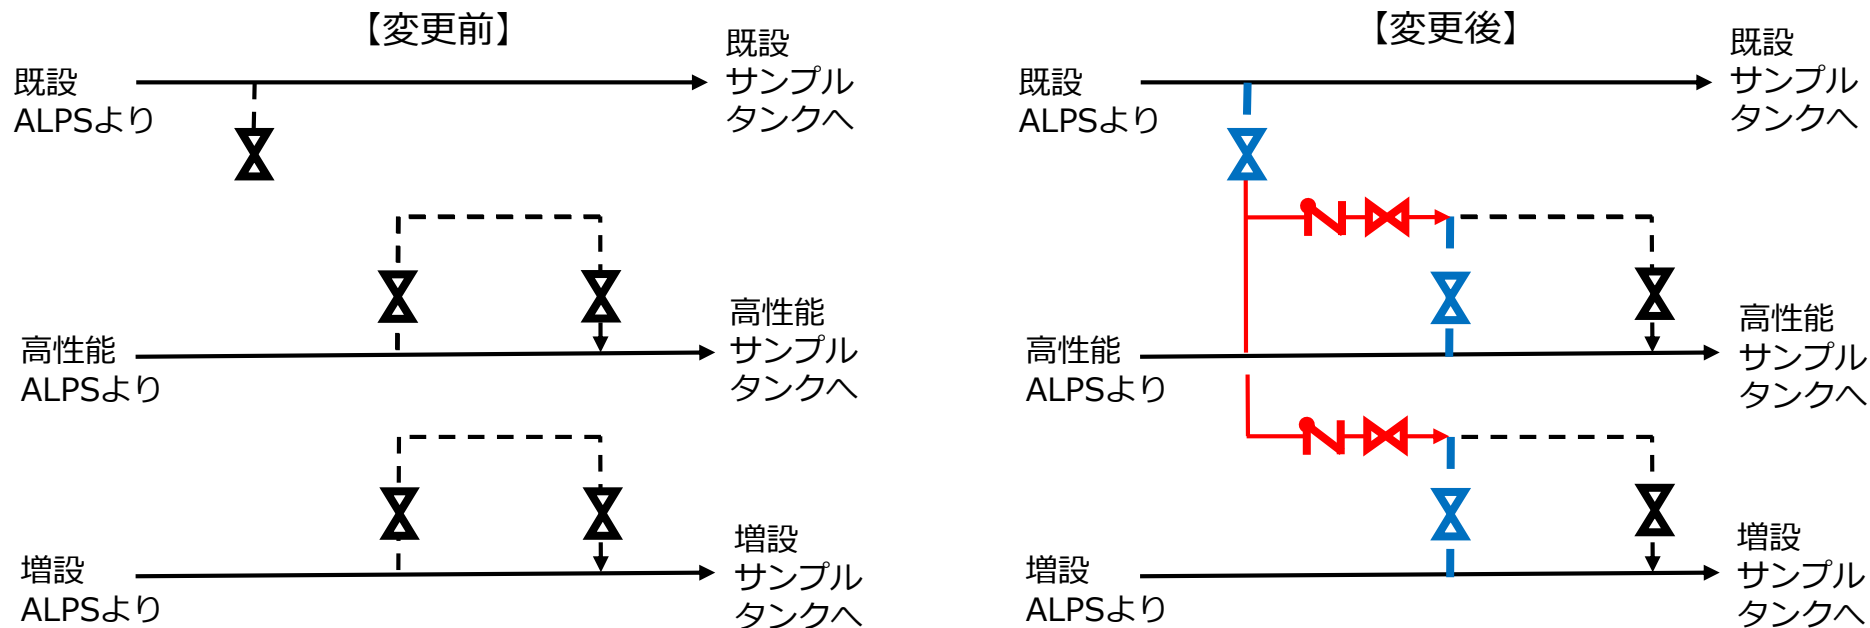 【変更前】
既設
ALPSより
既設
サンプル
タンクへ
高性能
ALPSより
高性能
サンプル
タンクへ
増設
ALPSより
増設
サンプル
タンクへ
【変更後】
既設
ALPSより
既設
サンプル
タンクへ
高性能
ALPSより
高性能
サンプル
タンクへ
増設
ALPSより
増設
サンプル
タンクへ